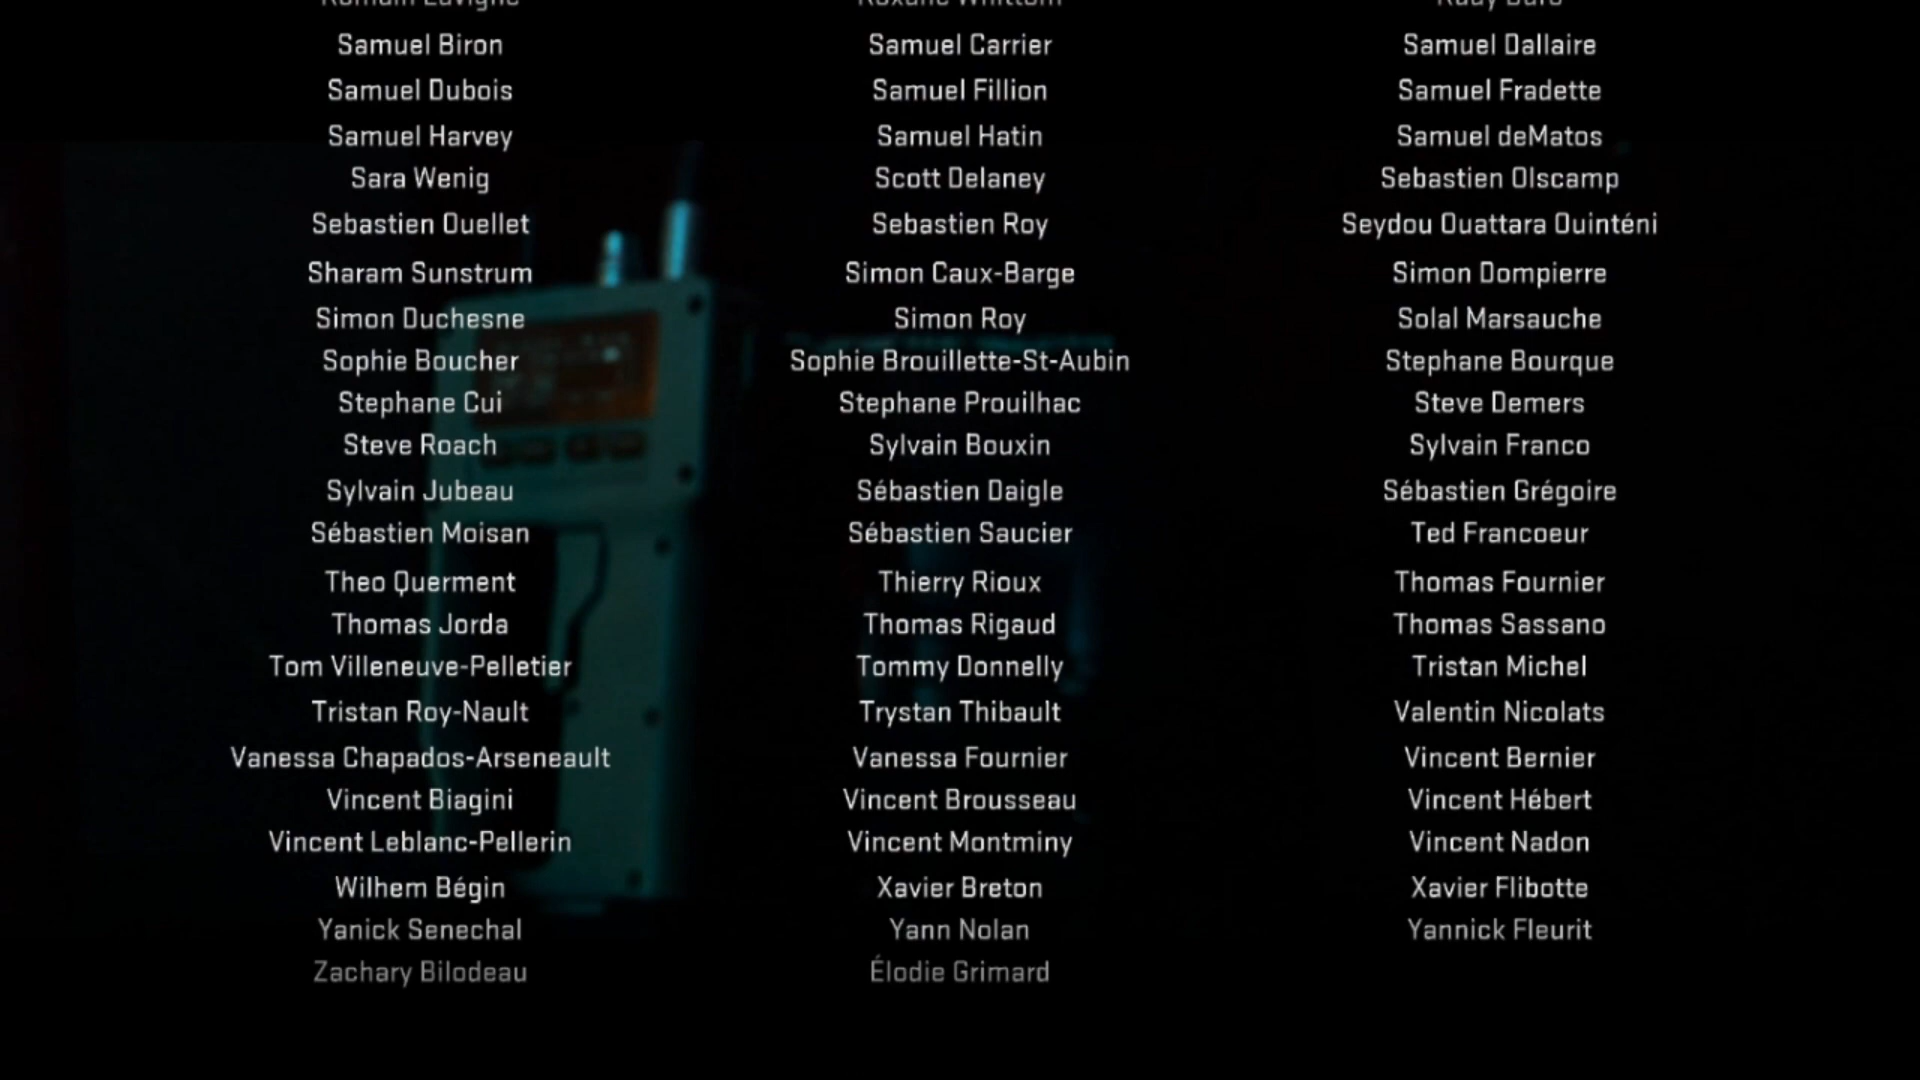 Samuel Biron Samuel Carrier Samuel Dallaire
Samuel Dubois Samuel Fillion Samuel Fradette
Samuel Harvey Samuel Hatin Samuel deMatos
Sara Wenig Scott Delaney Sebastien Olscamp
Sebastien Ouellet Sebastien Roy Seydou Ouattara Ouinténi
Sharam Sunstrum Simon Caux-Barge Simon Dompierre
Simon Duchesne Simon Roy Solal Marsauche
Sophie Boucher Sophie Brouillette-St-Aubin Stephane Bourque
Stephane Cui Stephane Prouilhac Steve Demers
Steve Roach Sylvain Bouxin Sylvain Franco
Sylvain Jubeau Sébastien Daigle Sébastien Grégoire
Sébastien Moisan Sébastien Saucier Ted Francoeur
Theo Querment Thierry Rioux Thomas Fournier
Thomas Jorda Thomas Rigaud Thomas Sassano
Tom Villeneuve-Pelletier Tommy Donnelly Tristan Michel
Tristan Roy-Nault Trystan Thibault Valentin Nicolats
Vanessa Chapados-Arseneault Vanessa Fournier Vincent Bernier
Vincent Biagini Vincent Brousseau Vincent Hébert
Vincent Leblanc-Pellerin Vincent Montminy Vincent Nadon
Wilhem Bégin Xavier Breton Xavier Flibotte
Yanick Senechal Yann Nolan Yannick Fleurit
Zachary Bilodeau Élodie Grimard